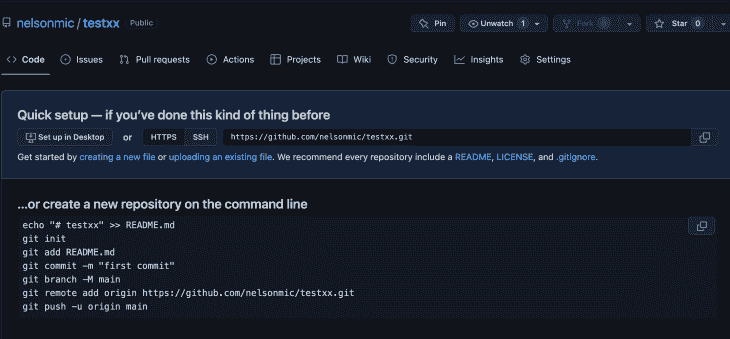 nelsonmic / testxx Public
Pin Unwatch 1 Fork 0 Star 0
Code Issues Pull requests Actions Projects Wiki Security Insights Settings
Quick setup — if you've done this kind of thing before
Set up in Desktop or HTTPS SSH https://github.com/nelsonmic/testxx.git
Get started by creating a new file or uploading an existing file. We recommend every repository include a README, LICENSE, and .gitignore.
...or create a new repository on the command line
echo "# testxx" >> README.md
git init
git add README.md
git commit -m "first commit"
git branch -M main
git remote add origin https://github.com/nelsonmic/testxx.git
git push -u origin main